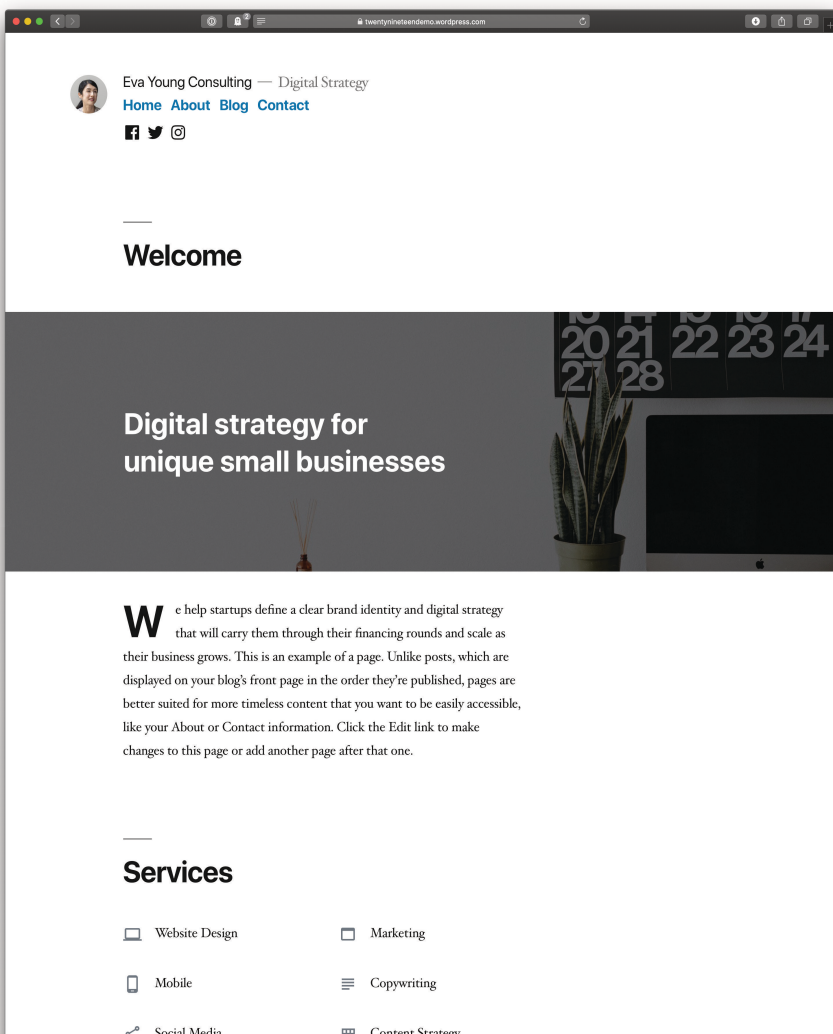 twentynineteendemo.wordpress.com
Eva Young Consulting — Digital Strategy
Home About Blog Contact
Welcome
20 21 22 23 24
27 28
Digital strategy for
unique small businesses
We help startups define a clear brand identity and digital strategy
that will carry them through their financing rounds and scale as
their business grows. This is an example of a page. Unlike posts, which are
displayed on your blog’s front page in the order they’re published, pages are
better suited for more timeless content that you want to be easily accessible,
like your About or Contact information. Click the Edit link to make
changes to this page or add another page after that one.
Services
Website Design
Marketing
Mobile
Copywriting
Social Media
Content Strategy